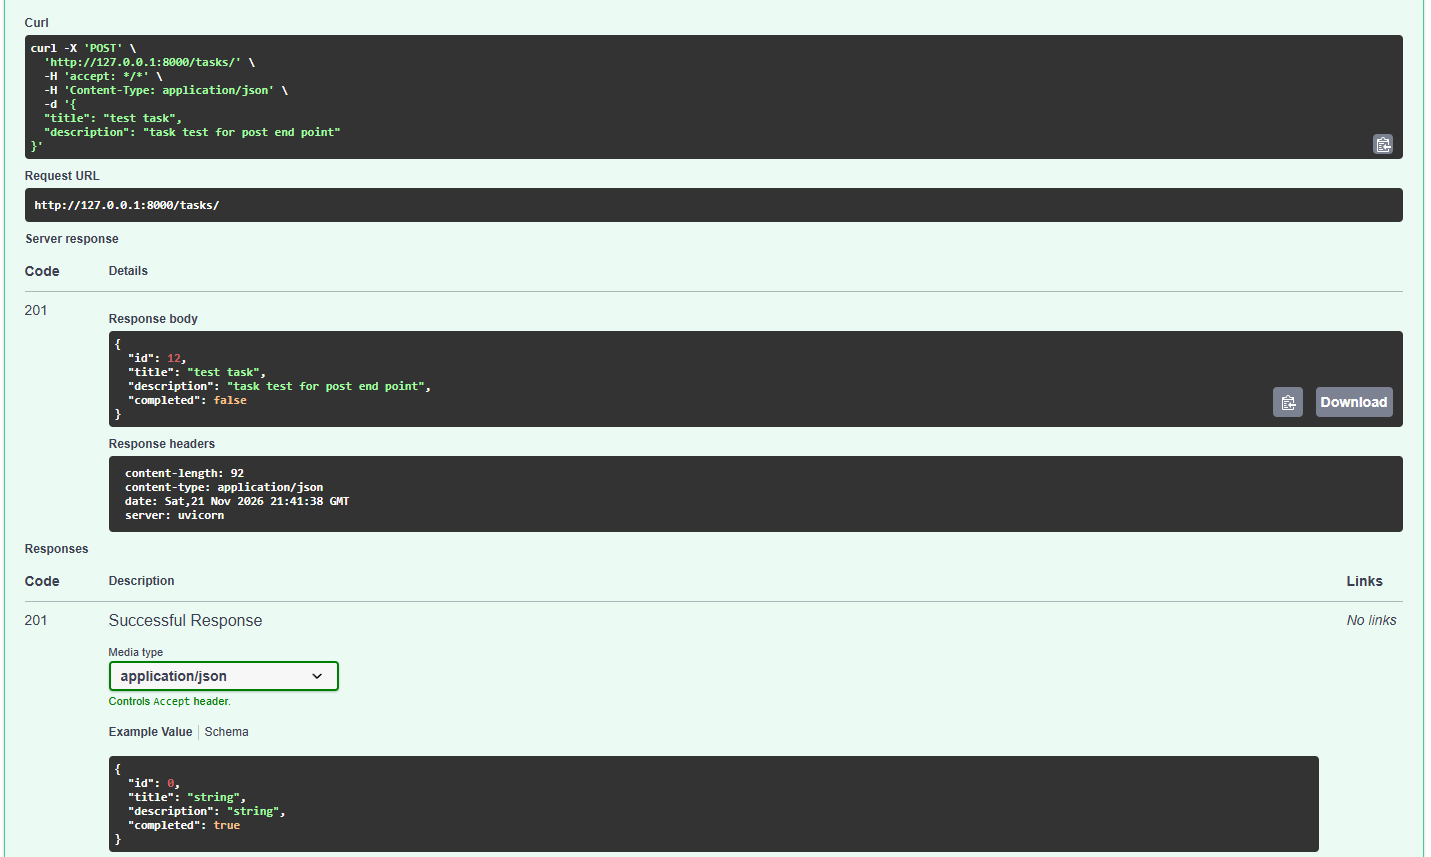 Curl
curl -X 'POST' \
  'http://127.0.0.1:8000/tasks/' \
  -H 'accept: */*' \
  -H 'Content-Type: application/json' \
  -d '{
  "title": "test task",
  "description": "task test for post end point"
}'
Request URL
http://127.0.0.1:8000/tasks/
Server response
Code Details
201
Response body
{
  "id": 12,
  "title": "test task",
  "description": "task test for post end point",
  "completed": false
}
Download
Response headers
content-length: 92
content-type: application/json
date: Sat,21 Nov 2026 21:41:38 GMT
server: uvicorn
Responses
Code Description Links
201 Successful Response No links
Media type
application/json
Controls Accept header.
Example Value Schema
{
  "id": 0,
  "title": "string",
  "description": "string",
  "completed": true
}